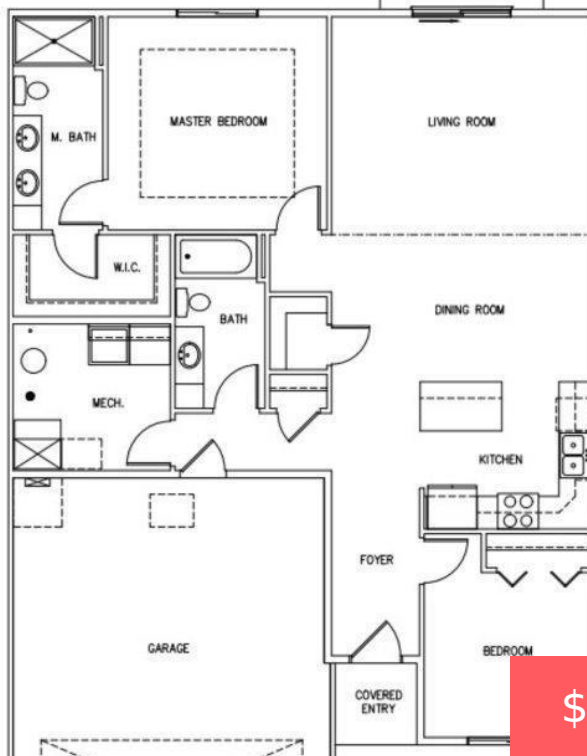 MASTER BEDROOM
LIVING ROOM
M. BATH
W.I.C.
BATH
DINING ROOM
MECH.
KITCHEN
FOYER
GARAGE
BEDROOM
COVERED
ENTRY
$